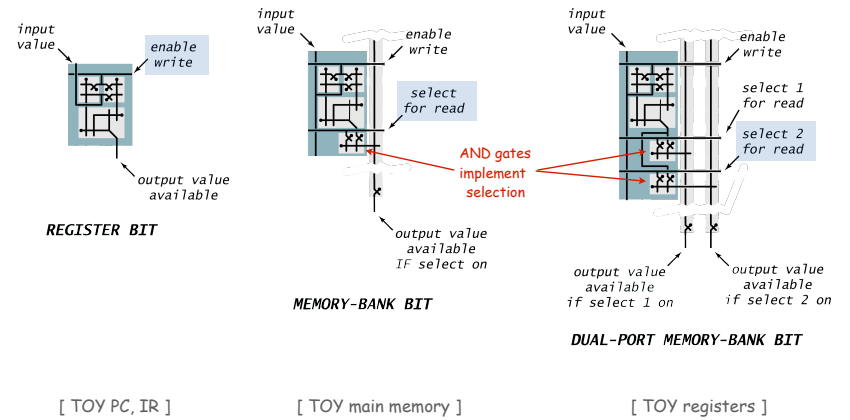 input
value
enable
write
output value
available
REGISTER BIT
[ TOY PC, IR ]
input
value
enable
write
select
for read
AND gates
implement
selection
output value
available
IF select on
MEMORY-BANK BIT
[ TOY main memory ]
input
value
enable
write
select 1
for read
select 2
for read
output value
available
if select 1 on
output value
available
if select 2 on
DUAL-PORT MEMORY-BANK BIT
[ TOY registers ]